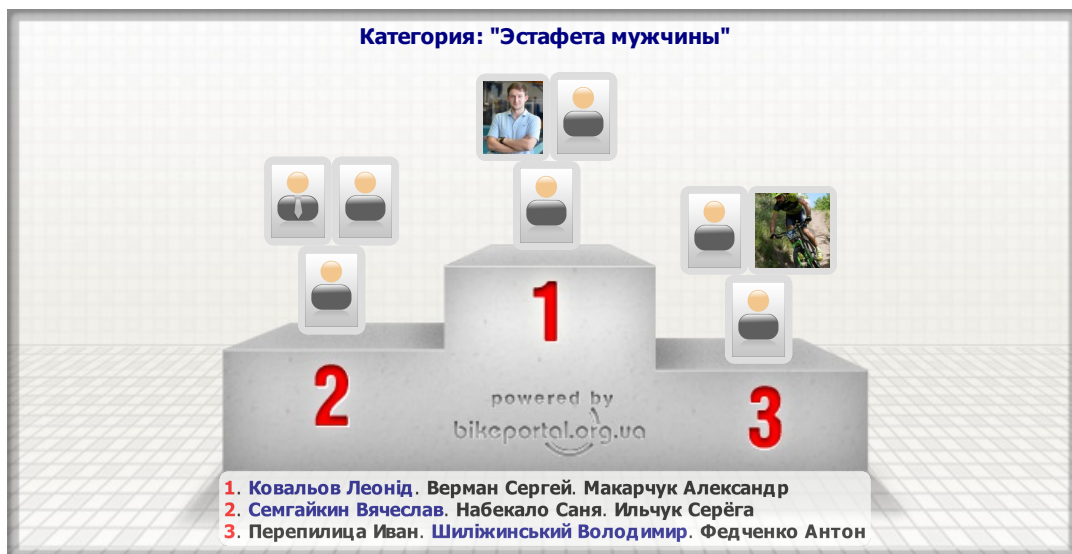 Категория: "Эстафета мужчины"
1
2
3
powered by
bikeportal.org.ua
1. Ковальов Леонід. Верман Сергей. Макарчук Александр
2. Семгайкин Вячеслав. Набекало Саня. Ильчук Серёга
3. Перепилица Иван. Шиліжинський Володимир. Федченко Антон